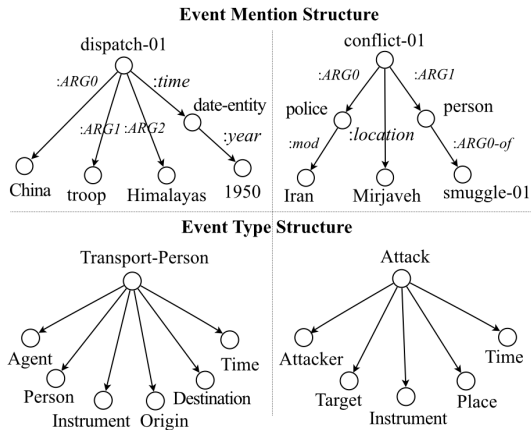 Event Mention Structure
dispatch-01
:ARG0
:ARG1
:ARG2
:time
date-entity
:year
China
troop
Himalayas
1950
conflict-01
:ARG0
:ARG1
police
person
:mod
:location
:ARG0-of
Iran
Mirjaveh
smuggle-01
Event Type Structure
Transport-Person
Agent
Person
Instrument
Origin
Destination
Time
Attack
Attacker
Target
Instrument
Place
Time